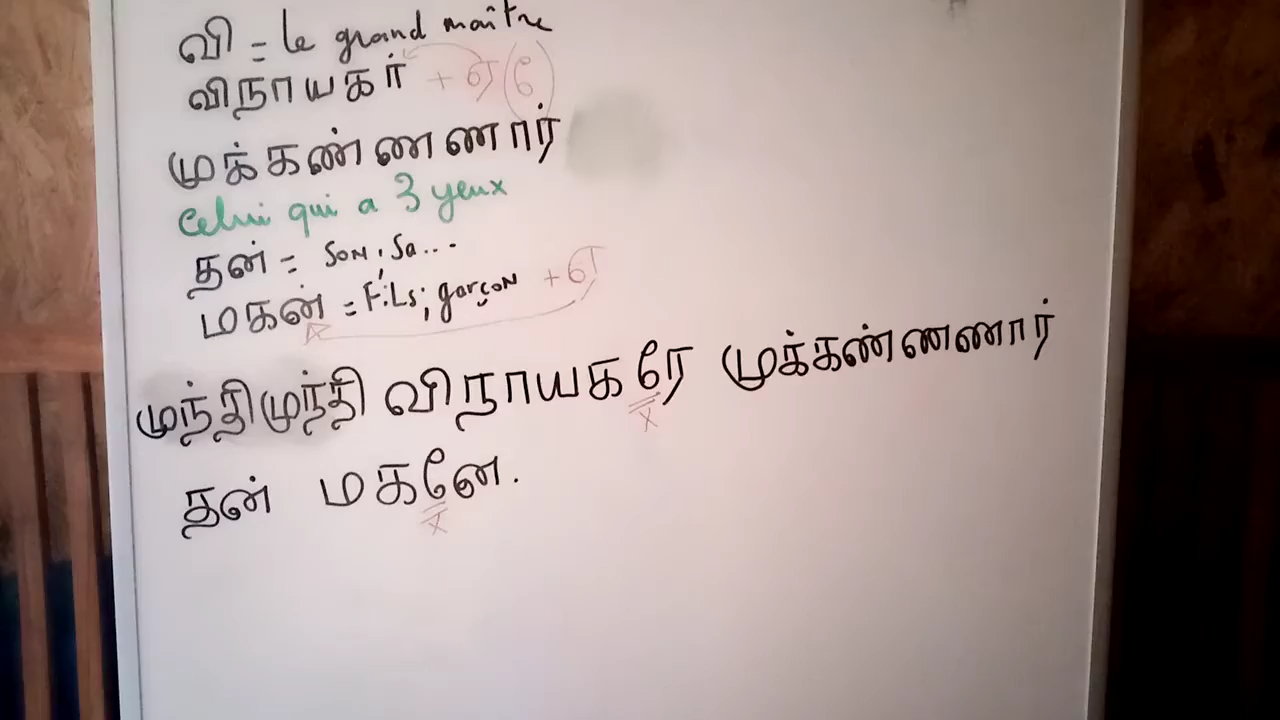 வி = le grand maître
விநாயகர் + ஏ (ே)
முக்கண்ணணார்
Celui qui a 3 yeux
தன் = SON, Sa...
மகன் = FiLs; garçon + ஏ
முந்திமுந்தி விநாயகரே முக்கண்ணணார்
x
தன் மகனே.
x